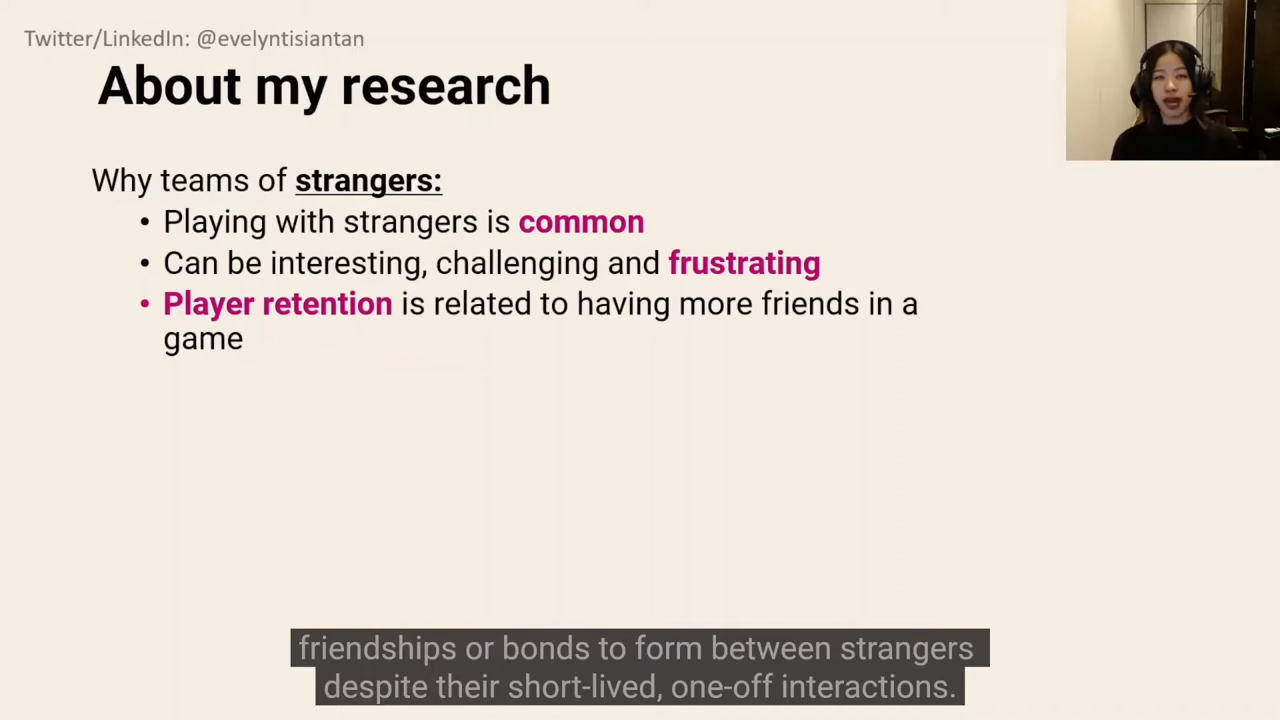 Twitter/LinkedIn: @evelyntisiantan
About my research
Why teams of strangers:
• Playing with strangers is common
• Can be interesting, challenging and frustrating
• Player retention is related to having more friends in a
game
friendships or bonds to form between strangers
despite their short-lived, one-off interactions.